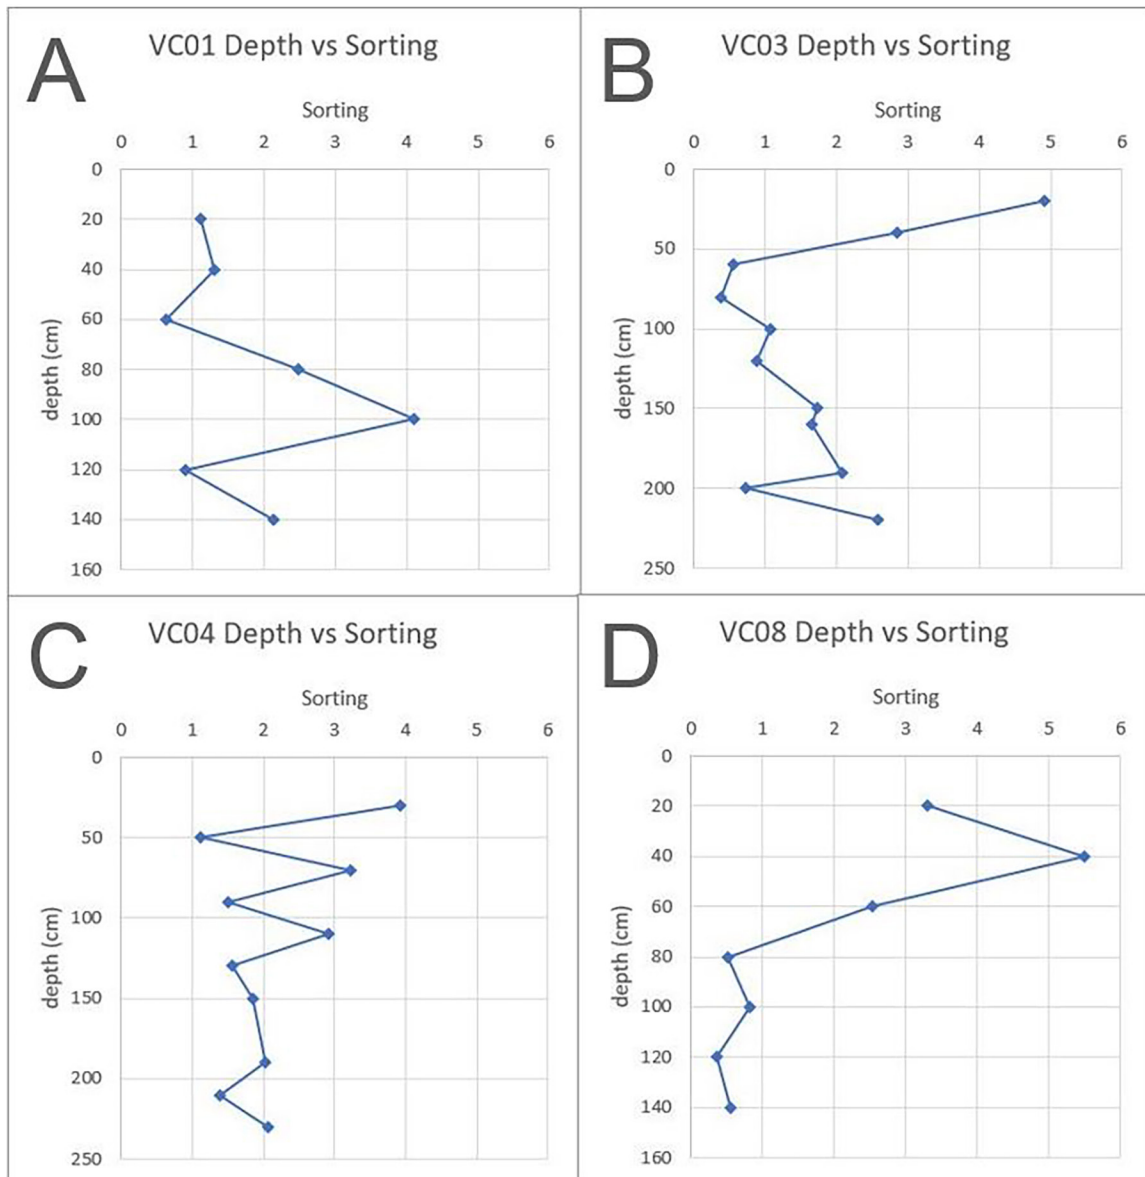 A
VC01 Depth vs Sorting
Sorting
0 1 2 3 4 5 6
0
20
40
60
80
100
120
140
160
depth (cm)
B
VC03 Depth vs Sorting
Sorting
0 1 2 3 4 5 6
0
50
100
150
200
250
depth (cm)
C
VC04 Depth vs Sorting
Sorting
0 1 2 3 4 5 6
0
50
100
150
200
250
depth (cm)
D
VC08 Depth vs Sorting
Sorting
0 1 2 3 4 5 6
0
20
40
60
80
100
120
140
160
depth (cm)